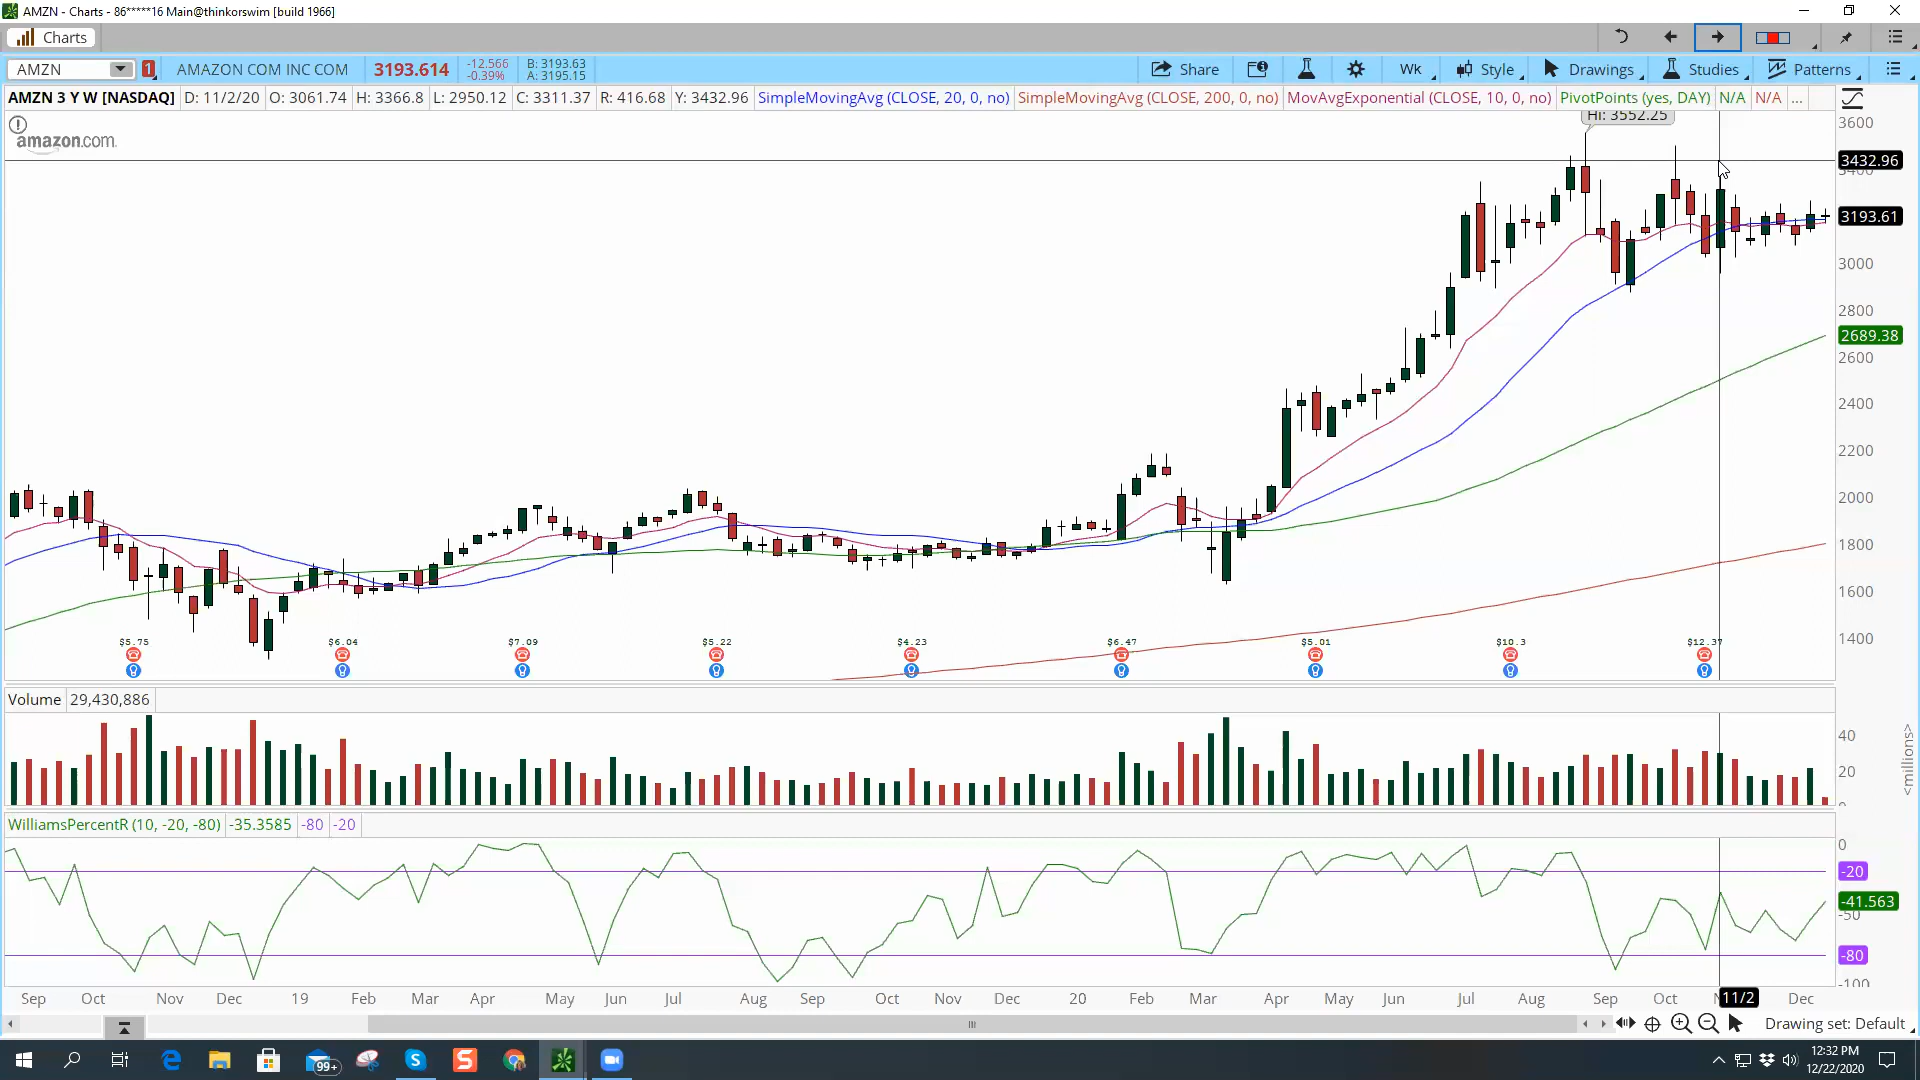 AMZN - Charts - 86*****16 Main@thinkorswim [build 1966]
Charts
AMZN 1 AMAZON COM INC COM 3193.614 -12.566 -0.39% B: 3193.63 A: 3195.15 Share Wk Style Drawings Studies Patterns
AMZN 3 Y W [NASDAQ] D: 11/2/20 O: 3061.74 H: 3366.8 L: 2950.12 C: 3311.37 R: 416.68 Y: 3432.96 SimpleMovingAvg (CLOSE, 20, 0, no) SimpleMovingAvg (CLOSE, 200, 0, no) MovAvgExponential (CLOSE, 10, 0, no) PivotPoints (yes, DAY) N/A N/A ...
Hi: 3552.25
3600
amazon.com
3432.96
3400
3193.61
3000
2800
2689.38
2600
2400
2200
2000
1800
1600
1400
$5.75 $6.04 $7.09 $5.22 $4.23 $6.47 $5.01 $10.3 $12.37
Volume 29,430,886
40
20
0
<millions>
WilliamsPercentR (10, -20, -80) -35.3585 -80 -20
0
-20
-41.563
-50
-80
-100
Sep Oct Nov Dec 19 Feb Mar Apr May Jun Jul Aug Sep Oct Nov Dec 20 Feb Mar Apr May Jun Jul Aug Sep Oct 11/2 Dec
Drawing set: Default
99+
12:32 PM
12/22/2020